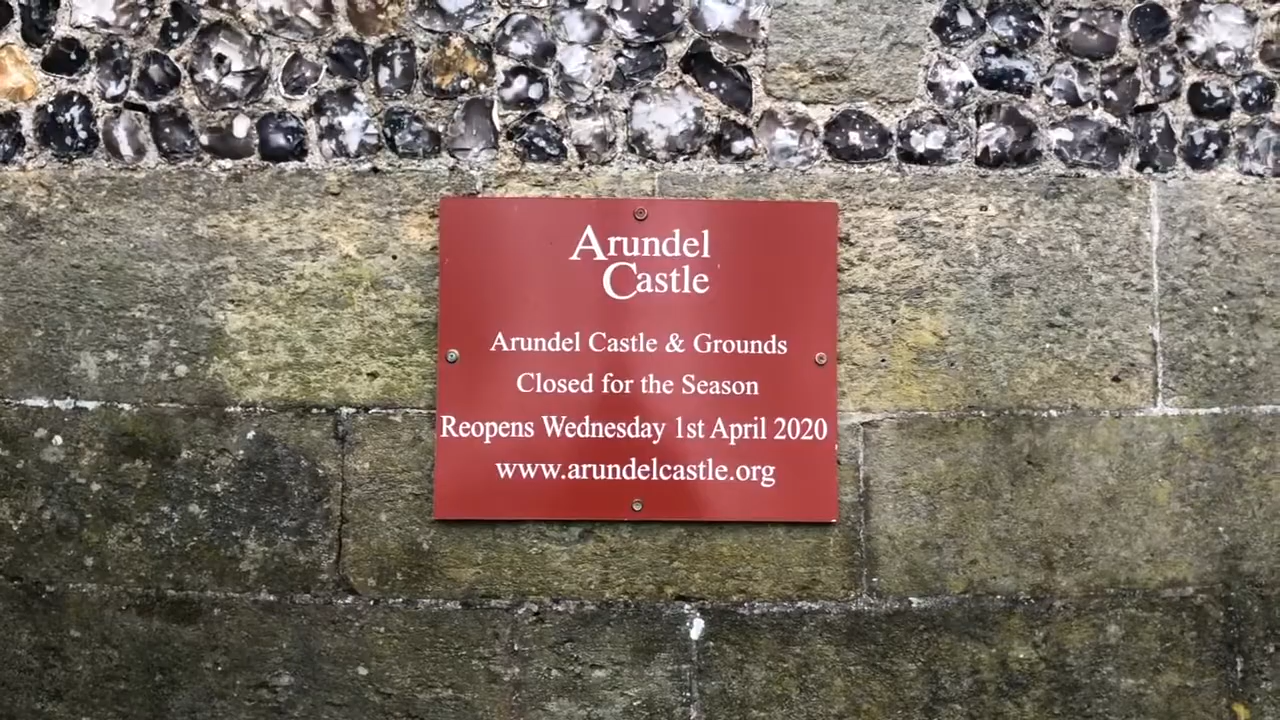 Arundel
Castle
Arundel Castle & Grounds
Closed for the Season
Reopens Wednesday 1st April 2020
www.arundelcastle.org